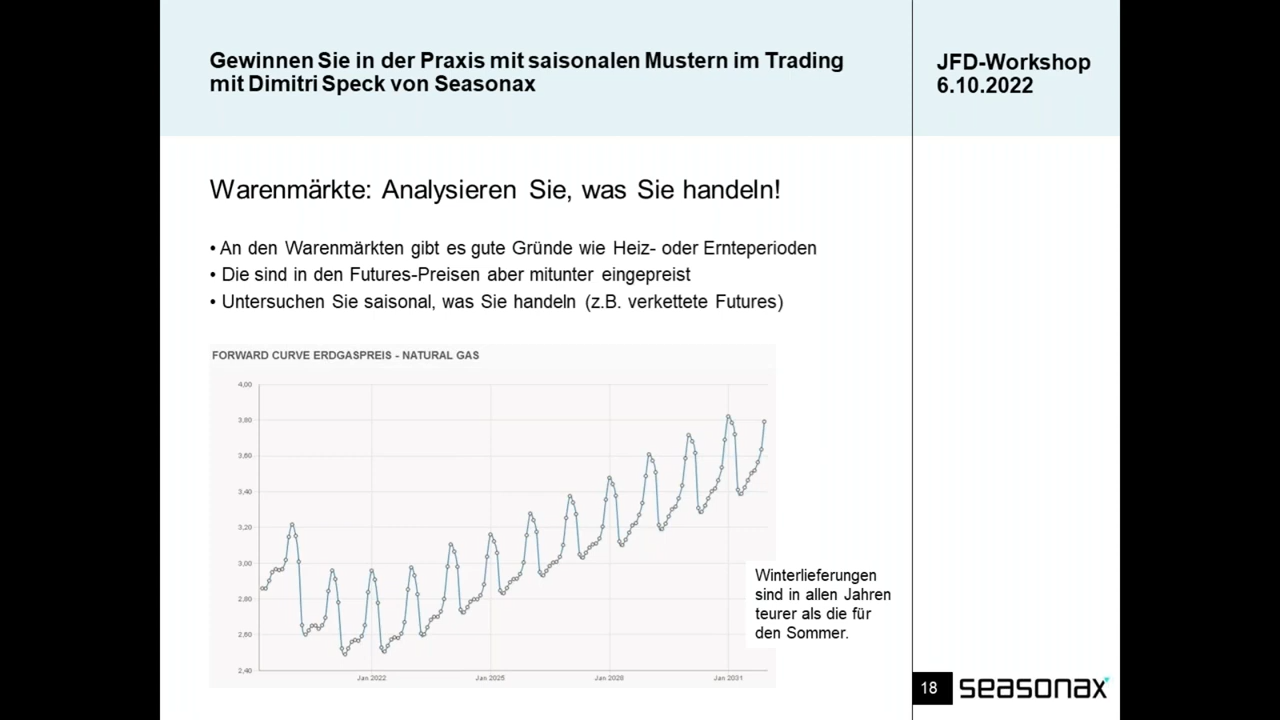 Gewinnen Sie in der Praxis mit saisonalen Mustern im Trading
mit Dimitri Speck von Seasonax
JFD-Workshop
6.10.2022
Warenmärkte: Analysieren Sie, was Sie handeln!
• An den Warenmärkten gibt es gute Gründe wie Heiz- oder Ernteperioden
• Die sind in den Futures-Preisen aber mitunter eingepreist
• Untersuchen Sie saisonal, was Sie handeln (z.B. verkettete Futures)
FORWARD CURVE ERDGASPREIS - NATURAL GAS
4,00
3,80
3,60
3,40
3,20
3,00
2,80
2,60
2,40
Jan 2022
Jan 2025
Jan 2028
Jan 2031
Winterlieferungen
sind in allen Jahren
teurer als die für
den Sommer.
18
seasonax